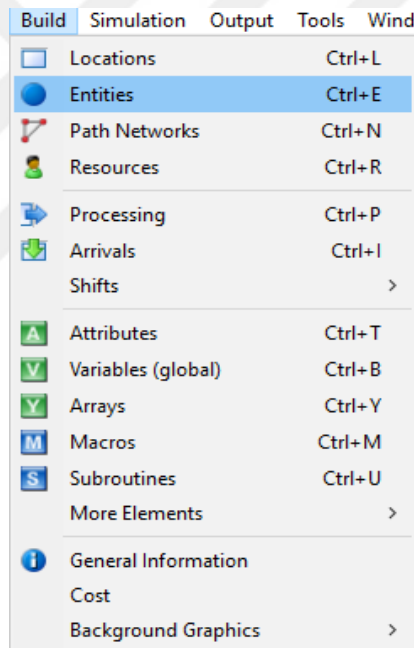 Build Simulation Output Tools Wind
Locations Ctrl+L
Entities Ctrl+E
Path Networks Ctrl+N
Resources Ctrl+R
Processing Ctrl+P
Arrivals Ctrl+I
Shifts >
A Attributes Ctrl+T
V Variables (global) Ctrl+B
Y Arrays Ctrl+Y
M Macros Ctrl+M
S Subroutines Ctrl+U
More Elements >
i General Information
Cost
Background Graphics >